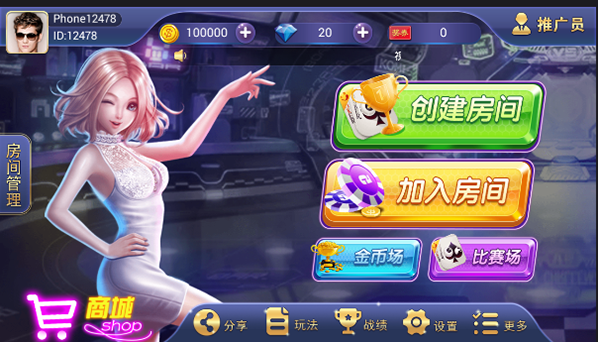 Phone12478
ID:12478
100000
20
奖券
0
推广员
创建房间
加入房间
金币场
比赛场
房间管理
商城
shop
分享
玩法
战绩
设置
更多